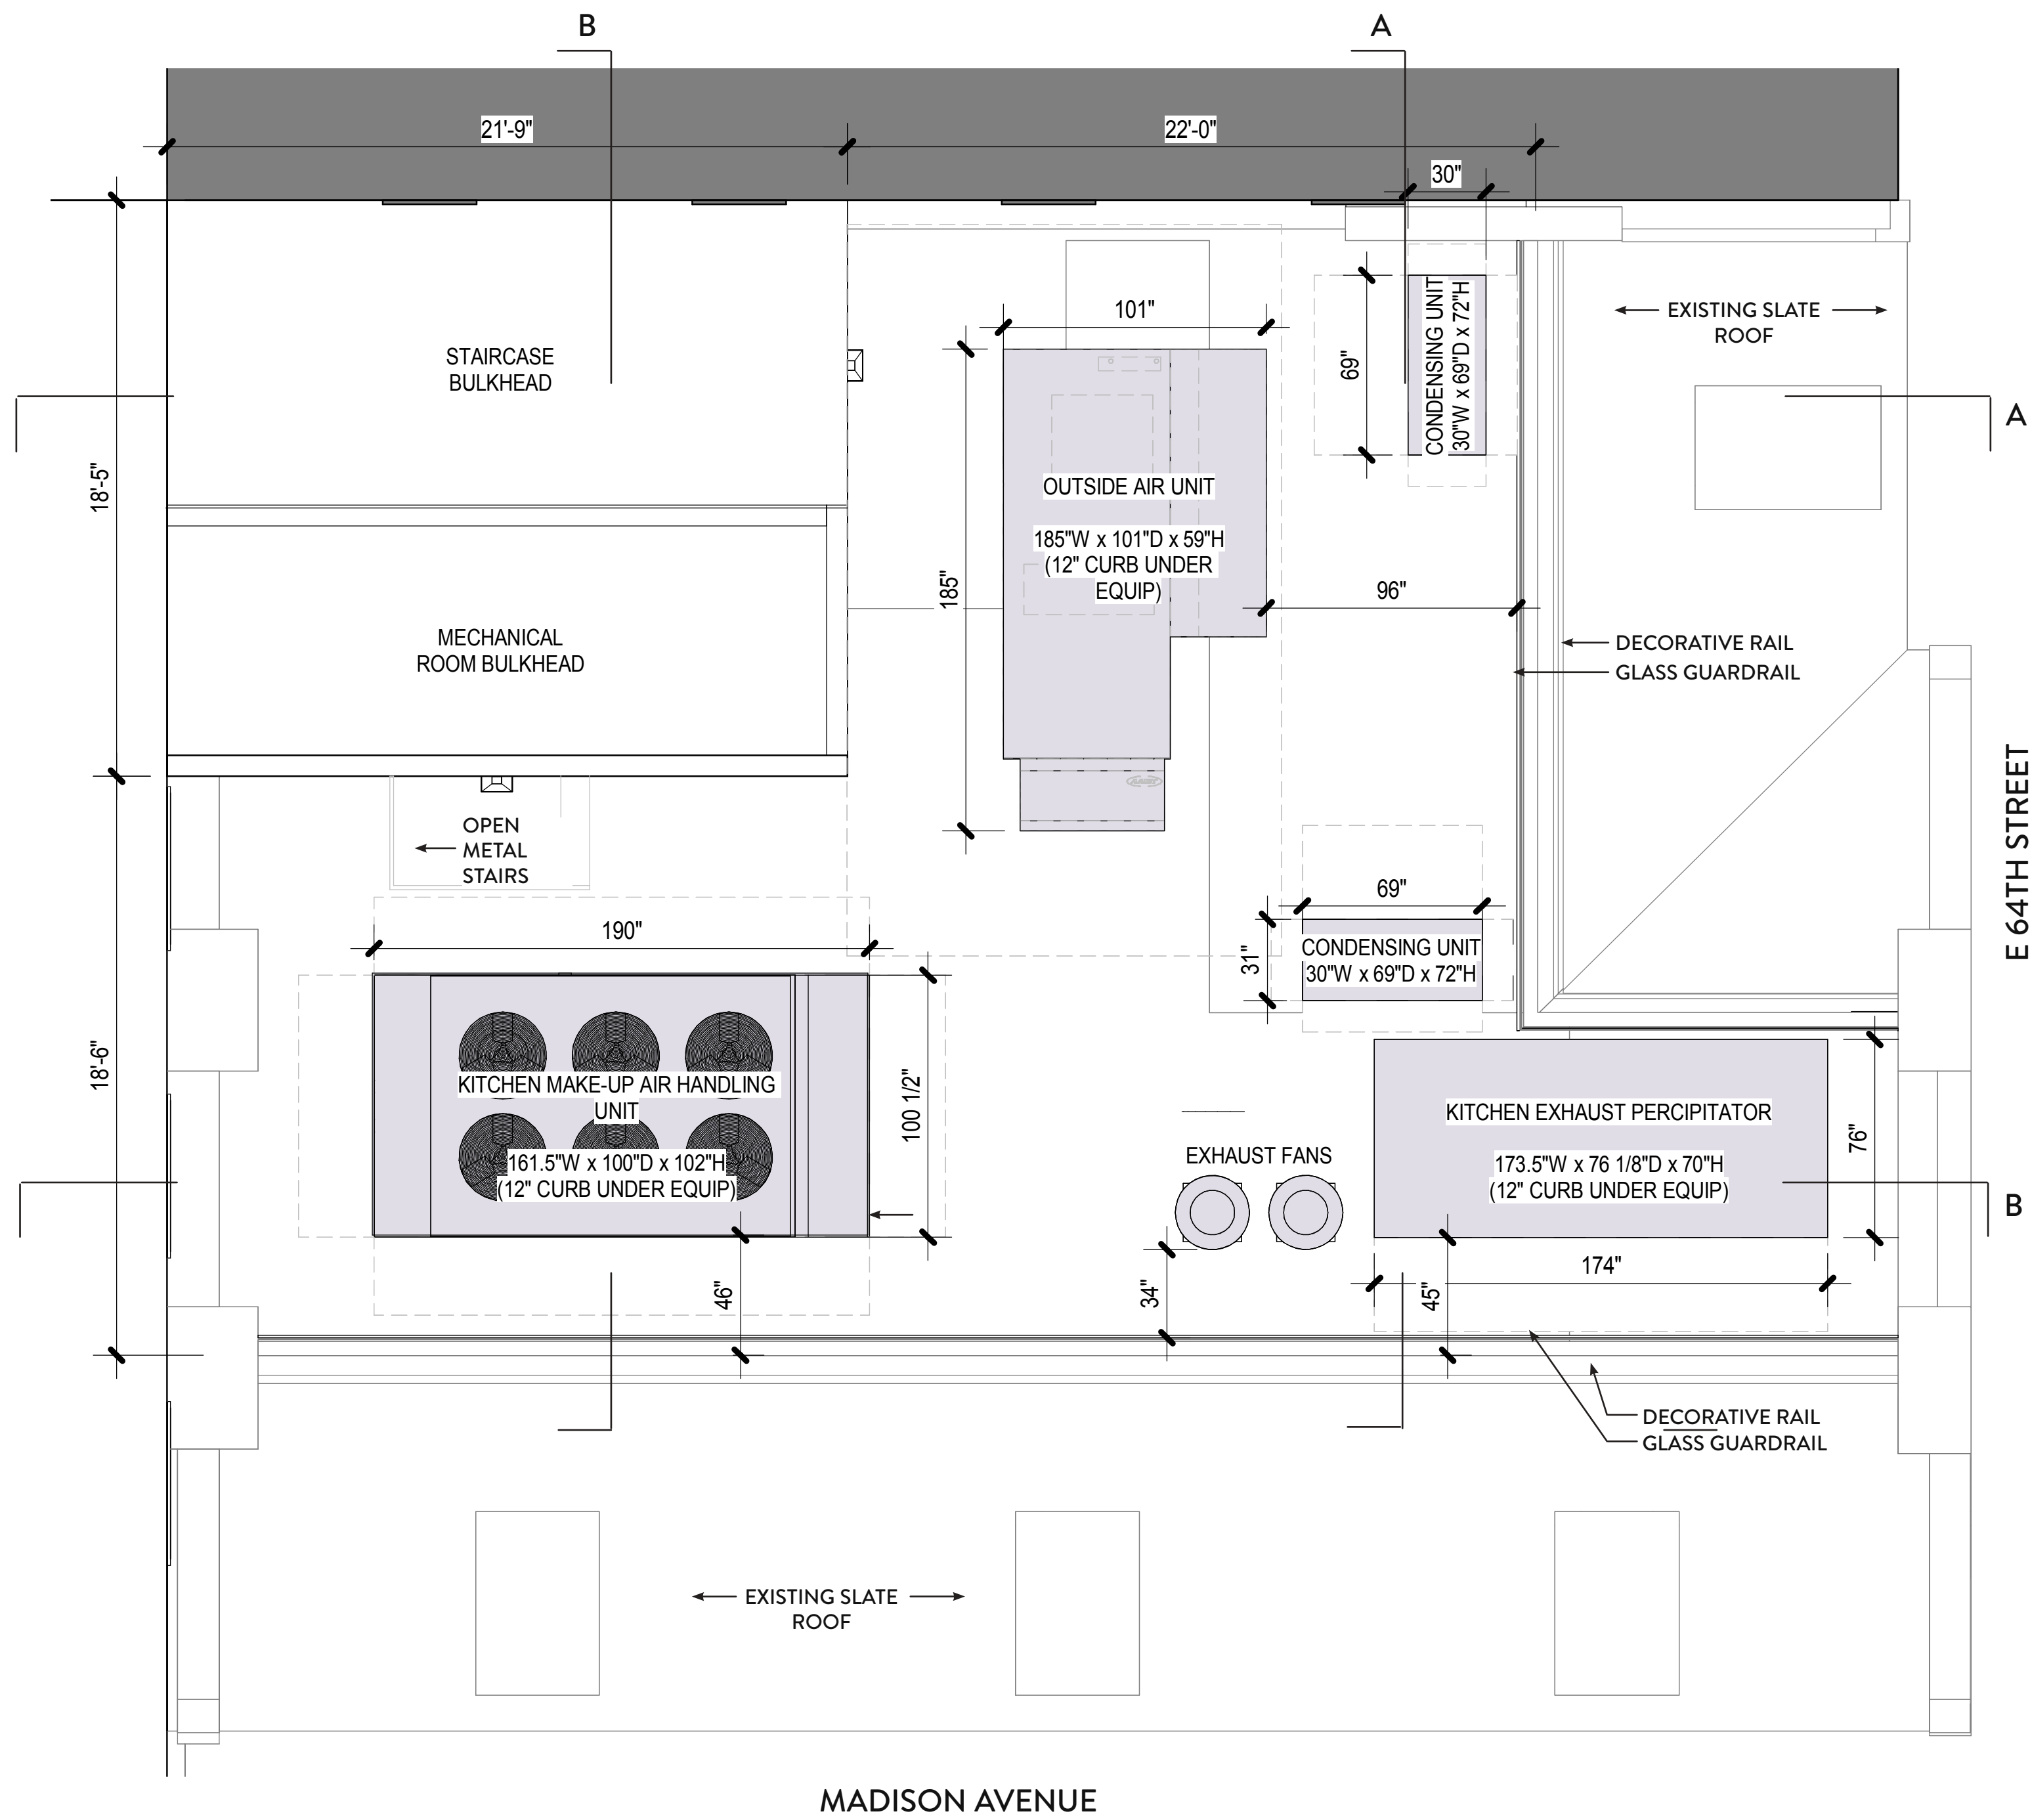 B
A
21'-9"
22'-0"
30"
EXISTING SLATE
ROOF
101"
STAIRCASE
BULKHEAD
69"
CONDENSING UNIT
30"W x 69"D x 72"H
A
18'-5"
OUTSIDE AIR UNIT
185"W x 101"D x 59"H
(12" CURB UNDER
EQUIP)
185"
96"
MECHANICAL
ROOM BULKHEAD
DECORATIVE RAIL
GLASS GUARDRAIL
E 64TH STREET
OPEN
METAL
STAIRS
69"
190"
31"
CONDENSING UNIT
30"W x 69"D x 72"H
18'-6"
KITCHEN MAKE-UP AIR HANDLING
UNIT
161.5"W x 100"D x 102"H
(12" CURB UNDER EQUIP)
100 1/2"
EXHAUST FANS
KITCHEN EXHAUST PERCIPITATOR
173.5"W x 76 1/8"D x 70"H
(12" CURB UNDER EQUIP)
76"
B
46"
34"
45"
174"
DECORATIVE RAIL
GLASS GUARDRAIL
EXISTING SLATE
ROOF
MADISON AVENUE